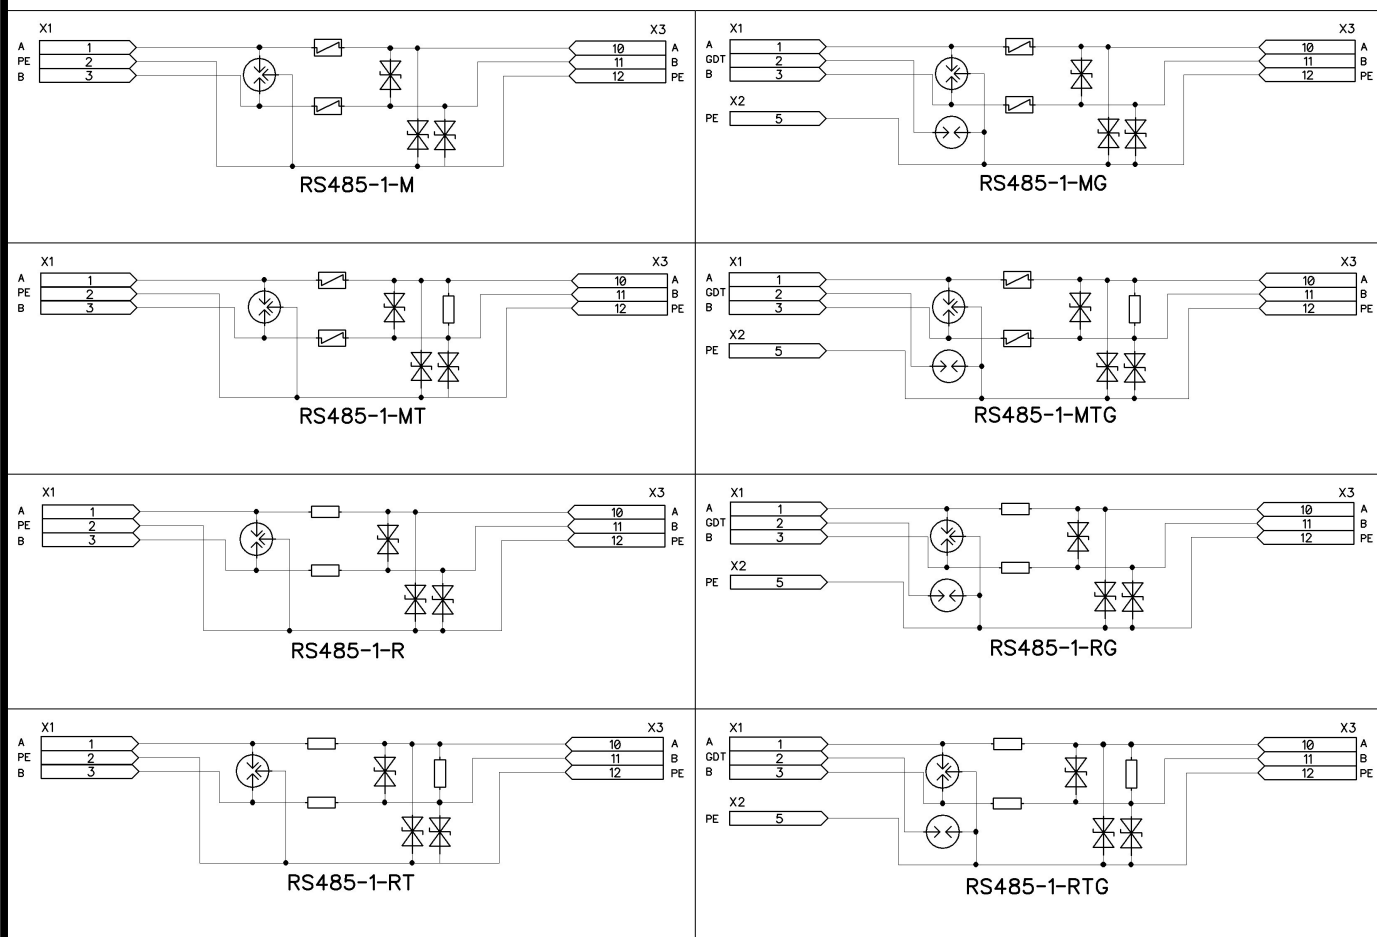 X1 X3
A 1 10 A
PE 2 11 B
B 3 12 PE
RS485-1-M
X1 X3
A 1 10 A
GDT 2 11 B
B 3 12 PE
X2
PE 5
RS485-1-MG
X1 X3
A 1 10 A
PE 2 11 B
B 3 12 PE
RS485-1-MT
X1 X3
A 1 10 A
GDT 2 11 B
B 3 12 PE
X2
PE 5
RS485-1-MTG
X1 X3
A 1 10 A
PE 2 11 B
B 3 12 PE
RS485-1-R
X1 X3
A 1 10 A
GDT 2 11 B
B 3 12 PE
X2
PE 5
RS485-1-RG
X1 X3
A 1 10 A
PE 2 11 B
B 3 12 PE
RS485-1-RT
X1 X3
A 1 10 A
GDT 2 11 B
B 3 12 PE
X2
PE 5
RS485-1-RTG